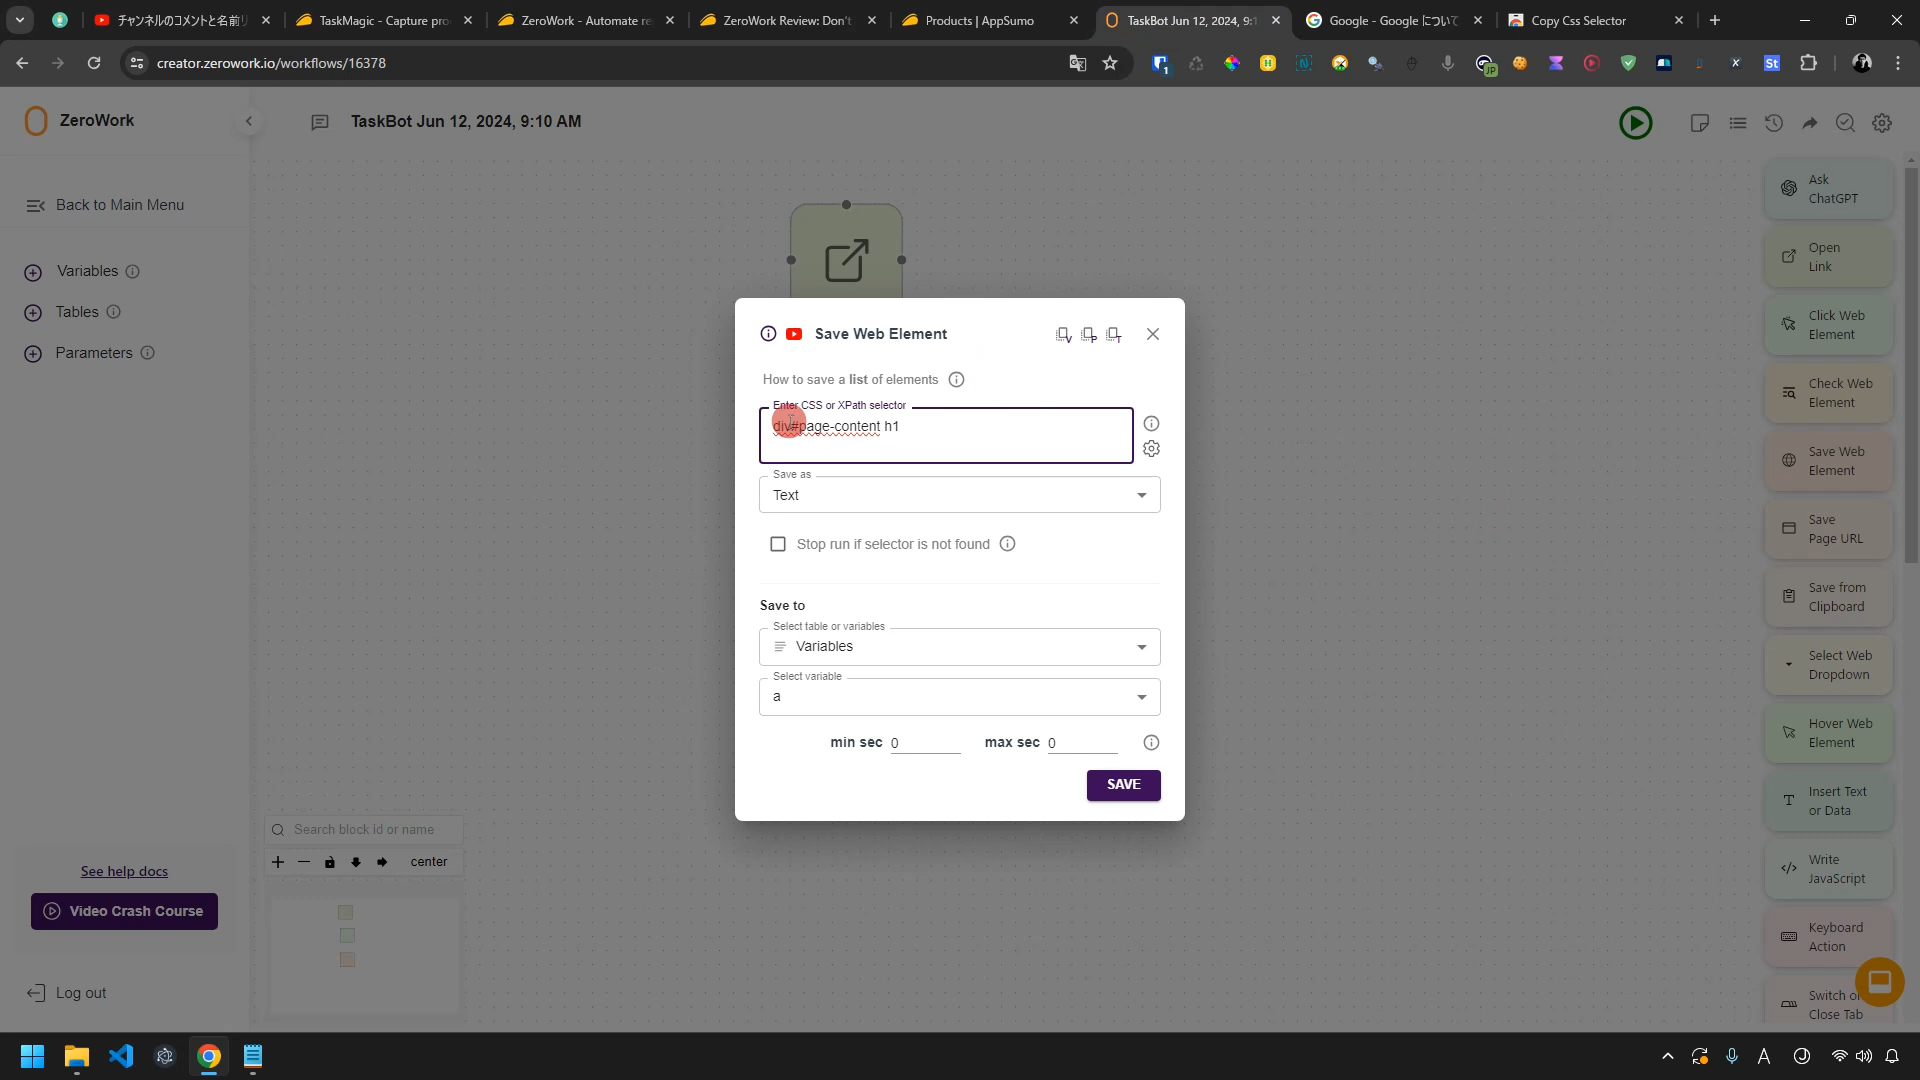 チャンネルのコメントと名前リ
TaskMagic - Capture pro
ZeroWork - Automate re
ZeroWork Review: Don't
Products | AppSumo
TaskBot Jun 12, 2024, 9:1
Google - Google について
Copy Css Selector
creator.zerowork.io/workflows/16378
ZeroWork
TaskBot Jun 12, 2024, 9:10 AM
Back to Main Menu
Variables
Tables
Parameters
Save Web Element
How to save a list of elements
Enter CSS or XPath selector
div#page-content h1
Save as
Text
Stop run if selector is not found
Save to
Select table or variables
Variables
Select variable
a
min sec 0
max sec 0
SAVE
Search block id or name
center
See help docs
Video Crash Course
Log out
Ask
ChatGPT
Open
Link
Click Web
Element
Check Web
Element
Save Web
Element
Save
Page URL
Save from
Clipboard
Select Web
Dropdown
Hover Web
Element
Insert Text
or Data
Write
JavaScript
Keyboard
Action
Switch o
Close Tab